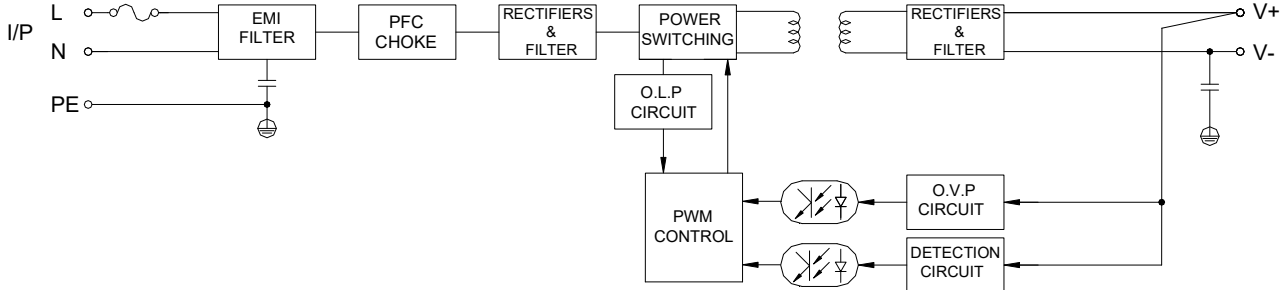 I/P
L
N
PE
EMI
FILTER
PFC
CHOKE
RECTIFIERS
&
FILTER
POWER
SWITCHING
RECTIFIERS
&
FILTER
V+
V-
O.L.P
CIRCUIT
PWM
CONTROL
O.V.P
CIRCUIT
DETECTION
CIRCUIT